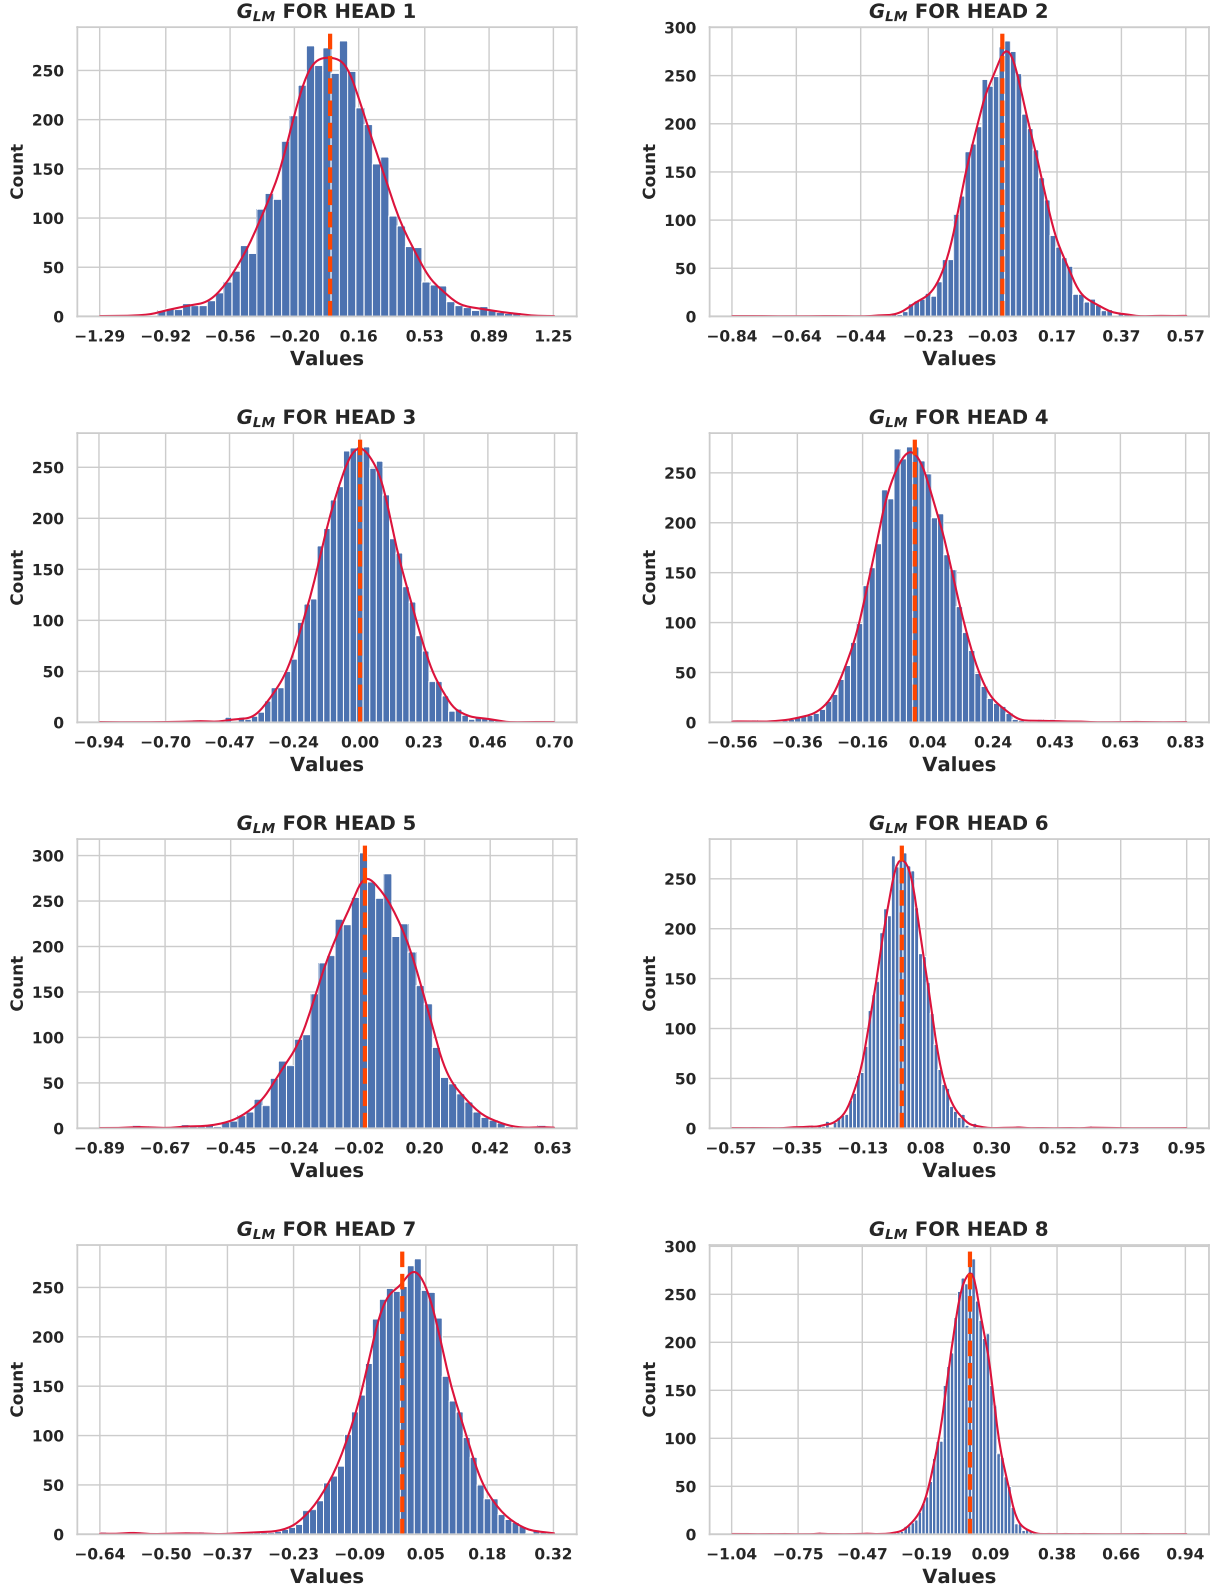 G_LM FOR HEAD 1
Count
250
200
150
100
50
0
−1.29 −0.92 −0.56 −0.20 0.16 0.53 0.89 1.25
Values
G_LM FOR HEAD 2
Count
300
250
200
150
100
50
0
−0.84 −0.64 −0.44 −0.23 −0.03 0.17 0.37 0.57
Values
G_LM FOR HEAD 3
Count
250
200
150
100
50
0
−0.94 −0.70 −0.47 −0.24 0.00 0.23 0.46 0.70
Values
G_LM FOR HEAD 4
Count
250
200
150
100
50
0
−0.56 −0.36 −0.16 0.04 0.24 0.43 0.63 0.83
Values
G_LM FOR HEAD 5
Count
300
250
200
150
100
50
0
−0.89 −0.67 −0.45 −0.24 −0.02 0.20 0.42 0.63
Values
G_LM FOR HEAD 6
Count
250
200
150
100
50
0
−0.57 −0.35 −0.13 0.08 0.30 0.52 0.73 0.95
Values
G_LM FOR HEAD 7
Count
250
200
150
100
50
0
−0.64 −0.50 −0.37 −0.23 −0.09 0.05 0.18 0.32
Values
G_LM FOR HEAD 8
Count
300
250
200
150
100
50
0
−1.04 −0.75 −0.47 −0.19 0.09 0.38 0.66 0.94
Values